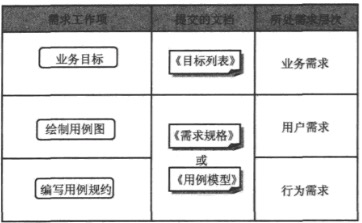 需求工作项 提交的文档 所处需求层次
业务目标 《目标列表》 业务需求
绘制用例图 《需求规格》 用户需求
或
编写用例规约 《用例模型》 行为需求